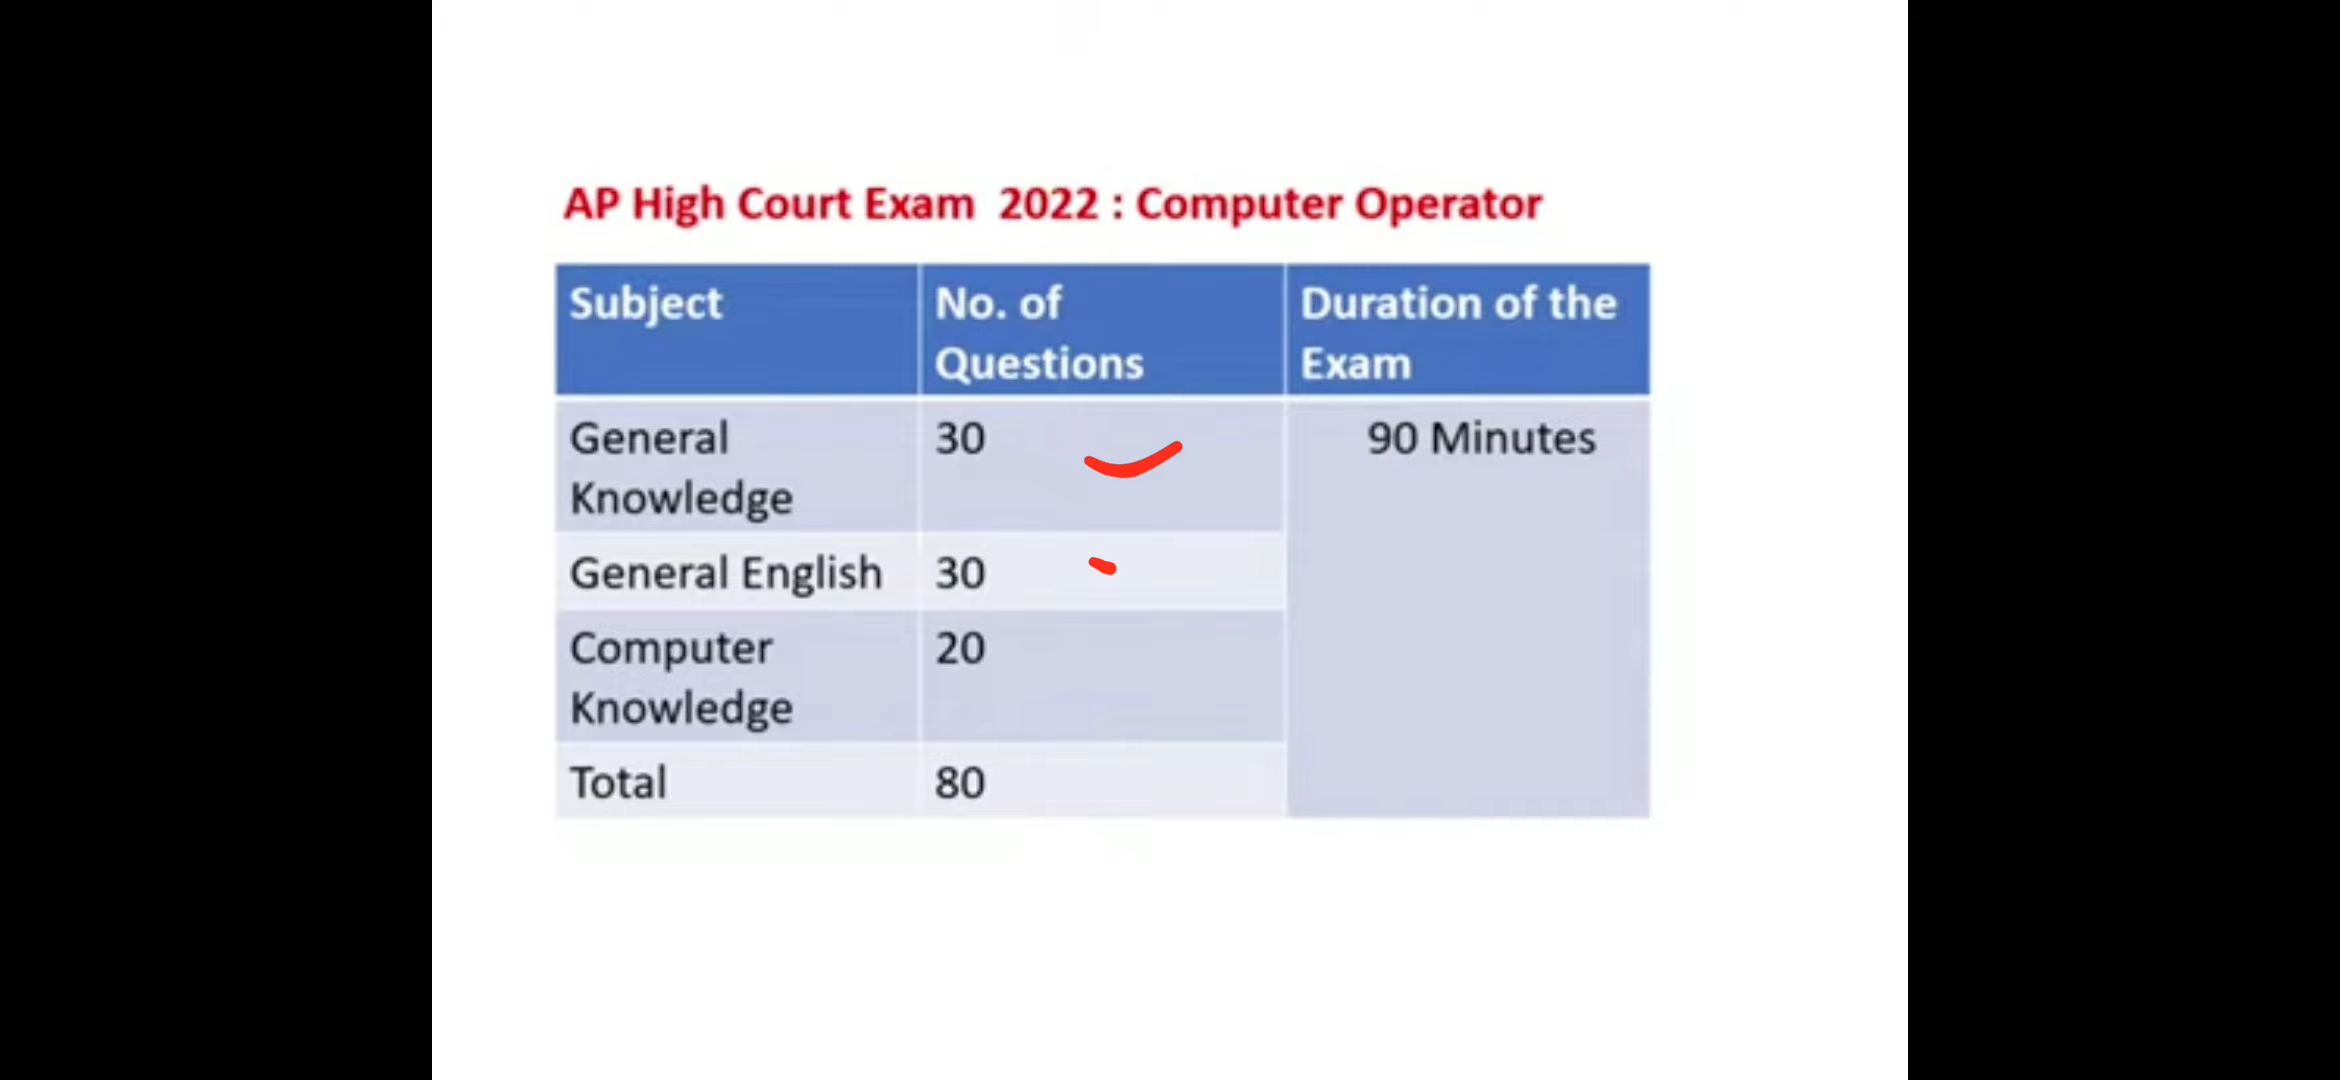 AP High Court Exam 2022 : Computer Operator
Subject
No. of
Questions
Duration of the
Exam
General
Knowledge
30
90 Minutes
General English
30
Computer
Knowledge
20
Total
80